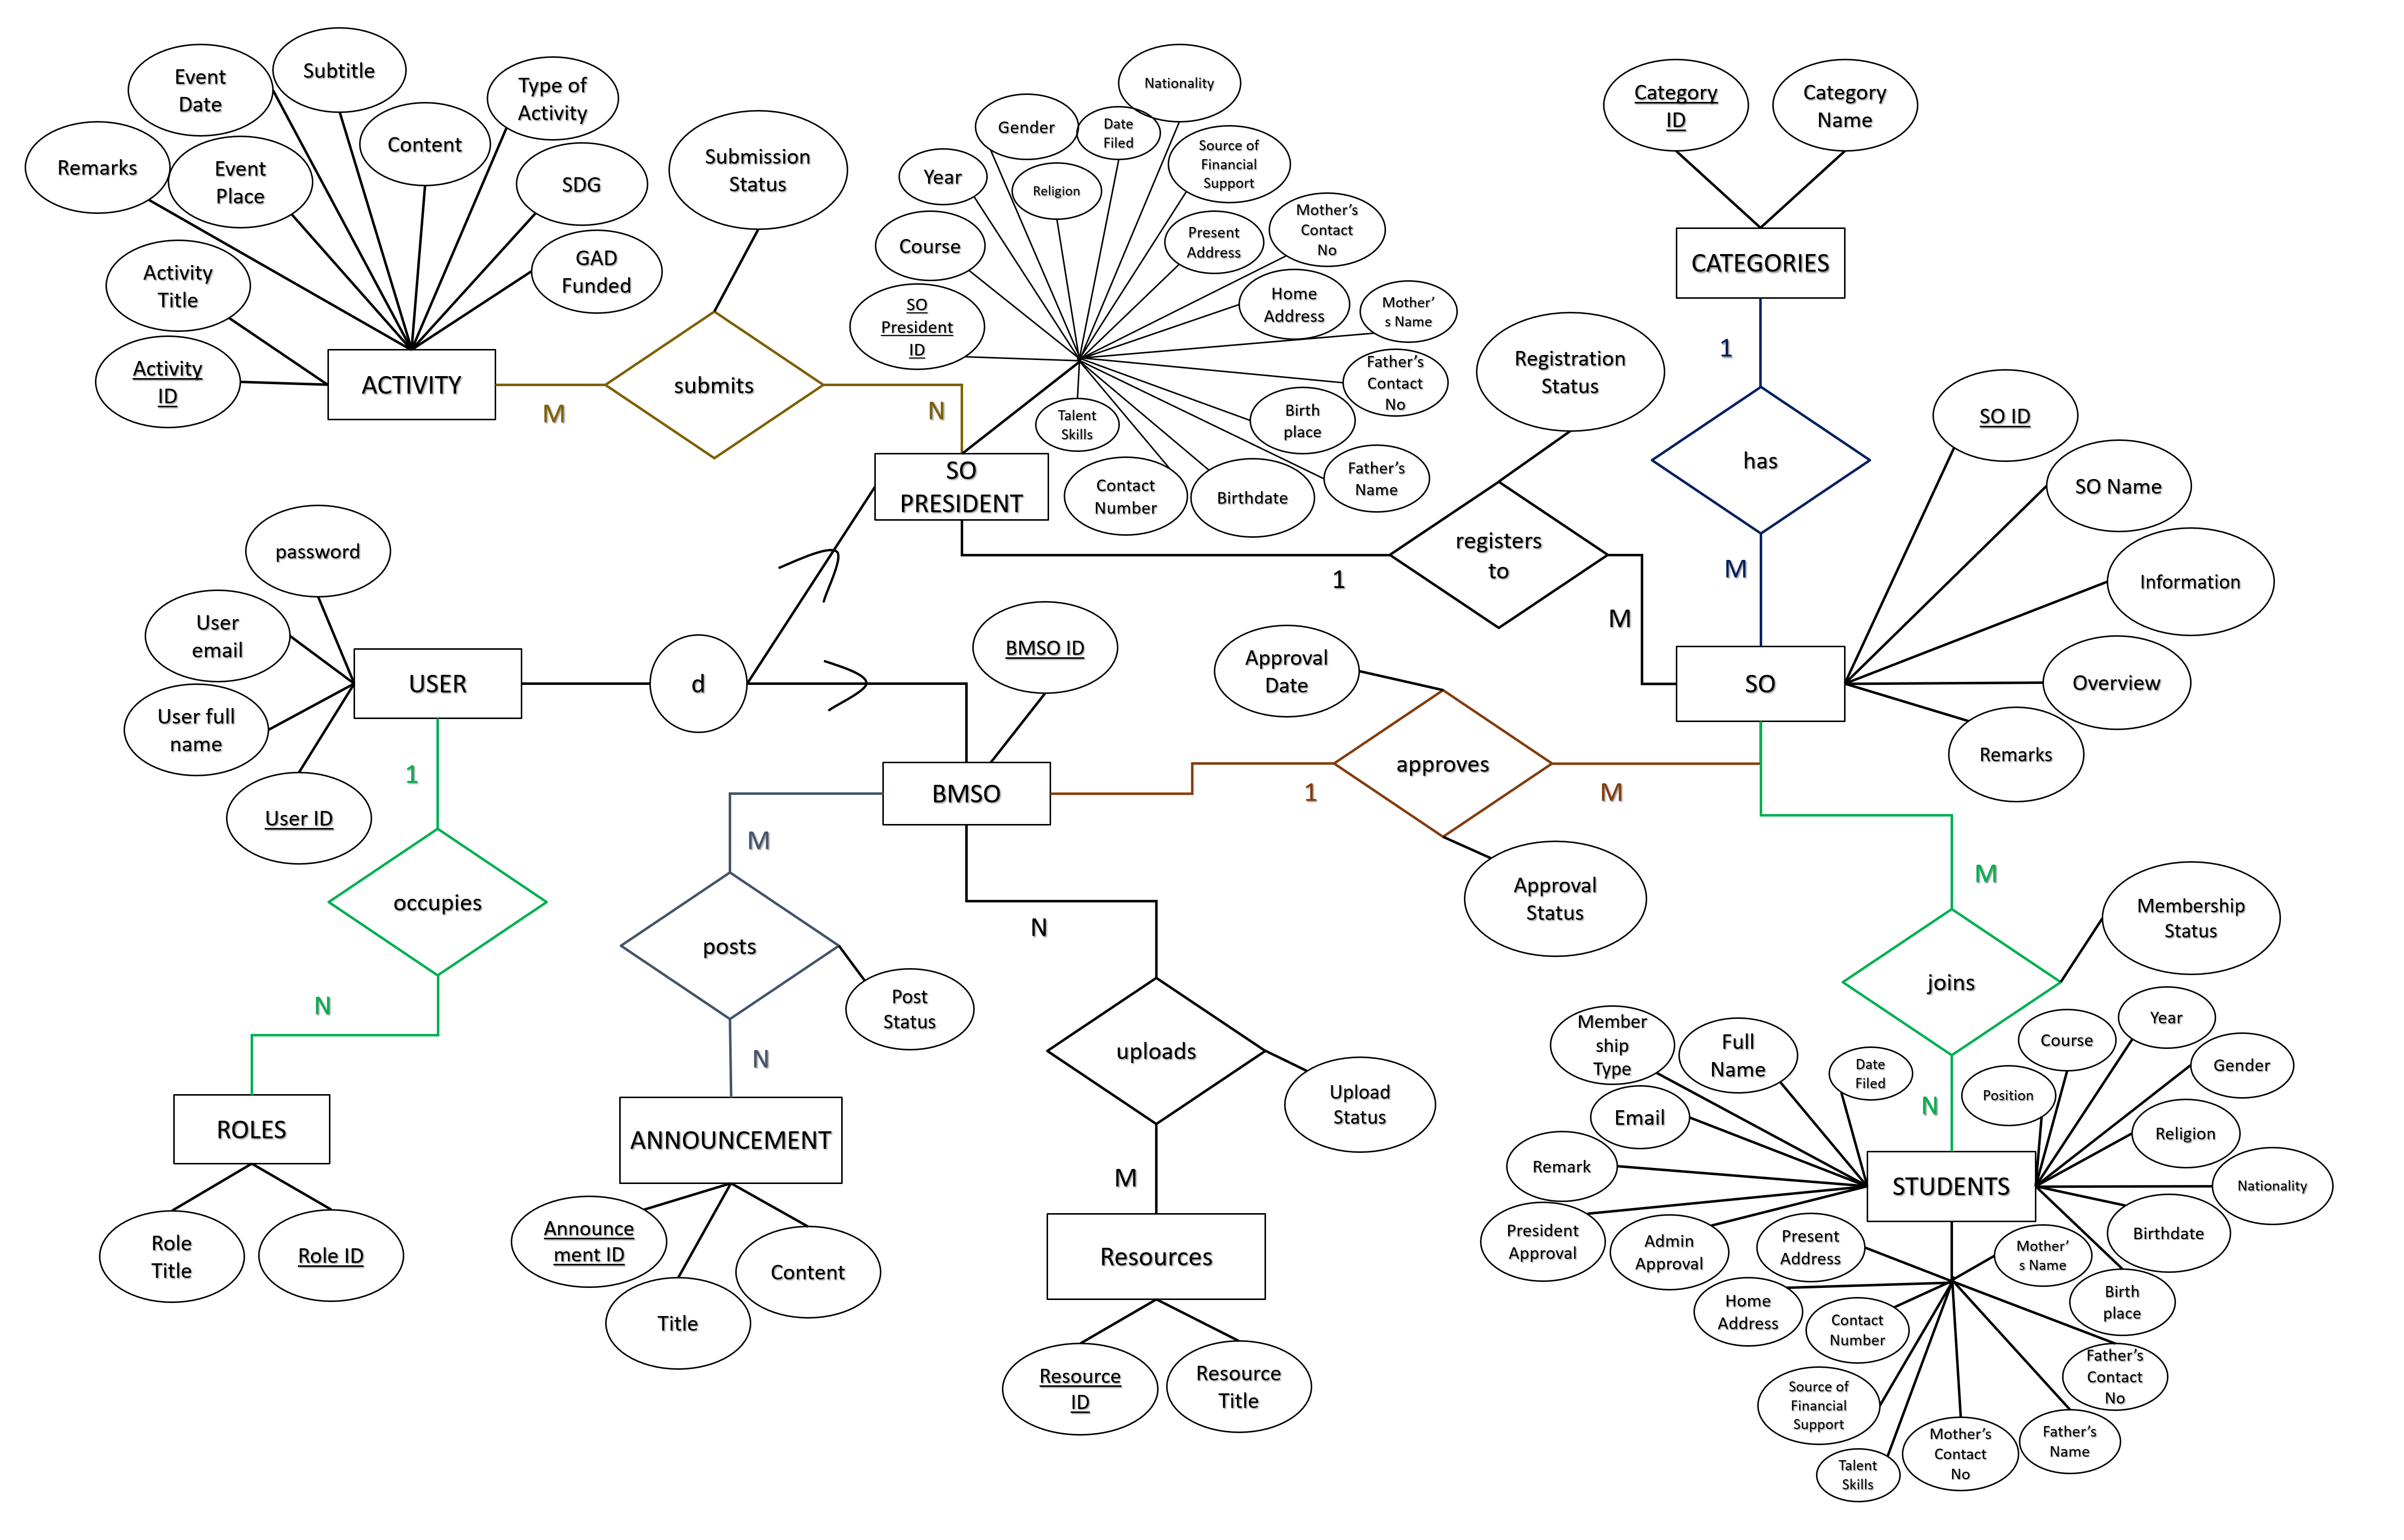 Event
Date
Subtitle
Type of
Activity
Content
Remarks
Event
Place
SDG
Activity
Title
GAD
Funded
Activity
ID
ACTIVITY
M
submits
N
Submission
Status
Nationality
Gender
Date
Filed
Source of
Financial
Support
Year
Religion
Mother's
Contact
No
Course
Present
Address
SO
President
ID
Home
Address
Mother'
s Name
Father's
Contact
No
Talent
Skills
Birth
place
Father's
Name
Contact
Number
Birthdate
SO
PRESIDENT
Registration
Status
registers
to
1
M
Category
ID
Category
Name
CATEGORIES
1
has
M
SO ID
SO Name
Information
Overview
Remarks
SO
password
User
email
User full
name
User ID
USER
d
1
occupies
N
ROLES
Role
Title
Role ID
BMSO ID
BMSO
Approval
Date
approves
1
M
Approval
Status
M
posts
Post
Status
N
ANNOUNCEMENT
Announce
ment ID
Title
Content
N
uploads
Upload
Status
M
Resources
Resource
ID
Resource
Title
M
joins
Membership
Status
N
Member
ship
Type
Full
Name
Date
Filed
Position
Course
Year
Gender
Email
Religion
Remark
STUDENTS
Nationality
President
Approval
Admin
Approval
Present
Address
Mother'
s Name
Birthdate
Home
Address
Contact
Number
Birth
place
Source of
Financial
Support
Father's
Contact
No
Talent
Skills
Mother's
Contact
No
Father's
Name